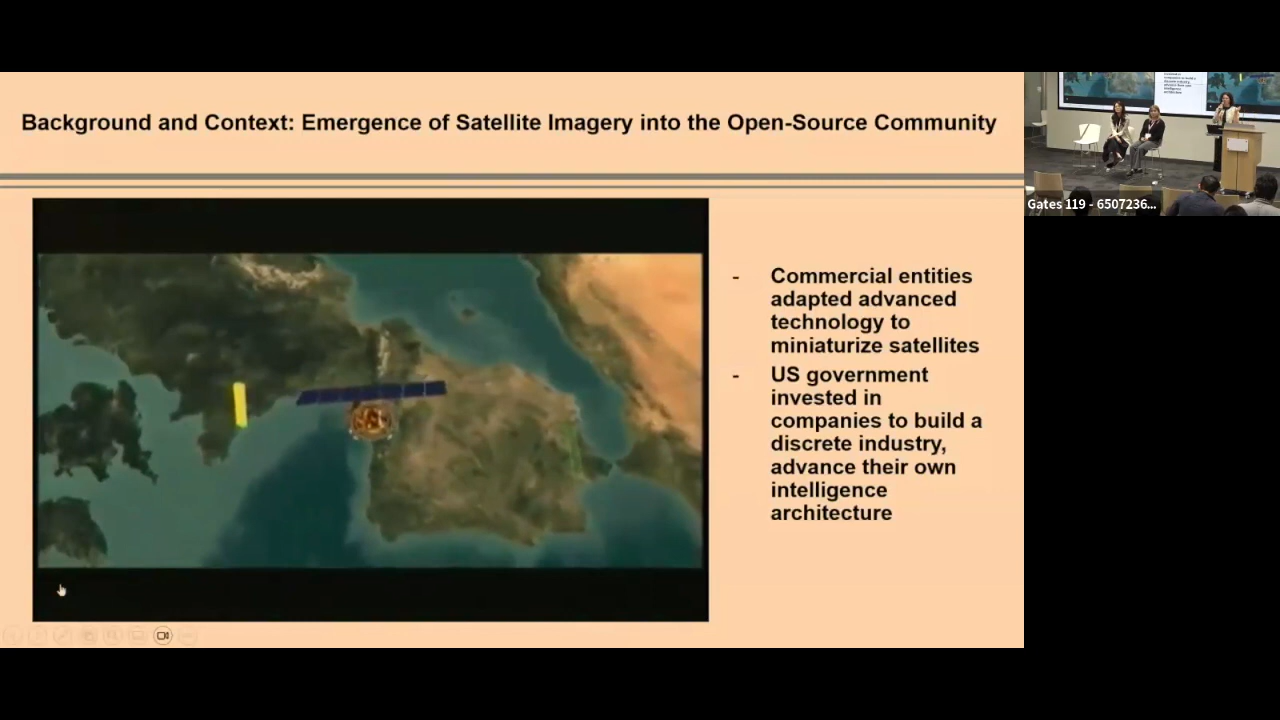 Background and Context: Emergence of Satellite Imagery into the Open-Source Community
- Commercial entities
adapted advanced
technology to
miniaturize satellites
- US government
invested in
companies to build a
discrete industry,
advance their own
intelligence
architecture
Gates 119 - 6507236...